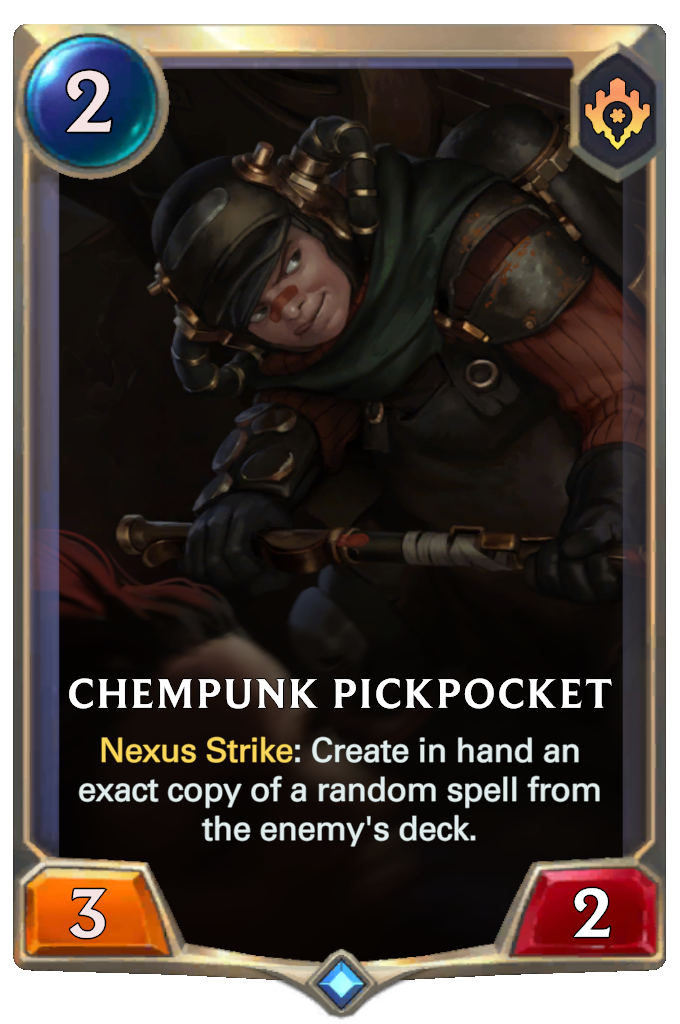 2
CHEMPUNK PICKPOCKET
Nexus Strike: Create in hand an
exact copy of a random spell from
the enemy's deck.
3
2